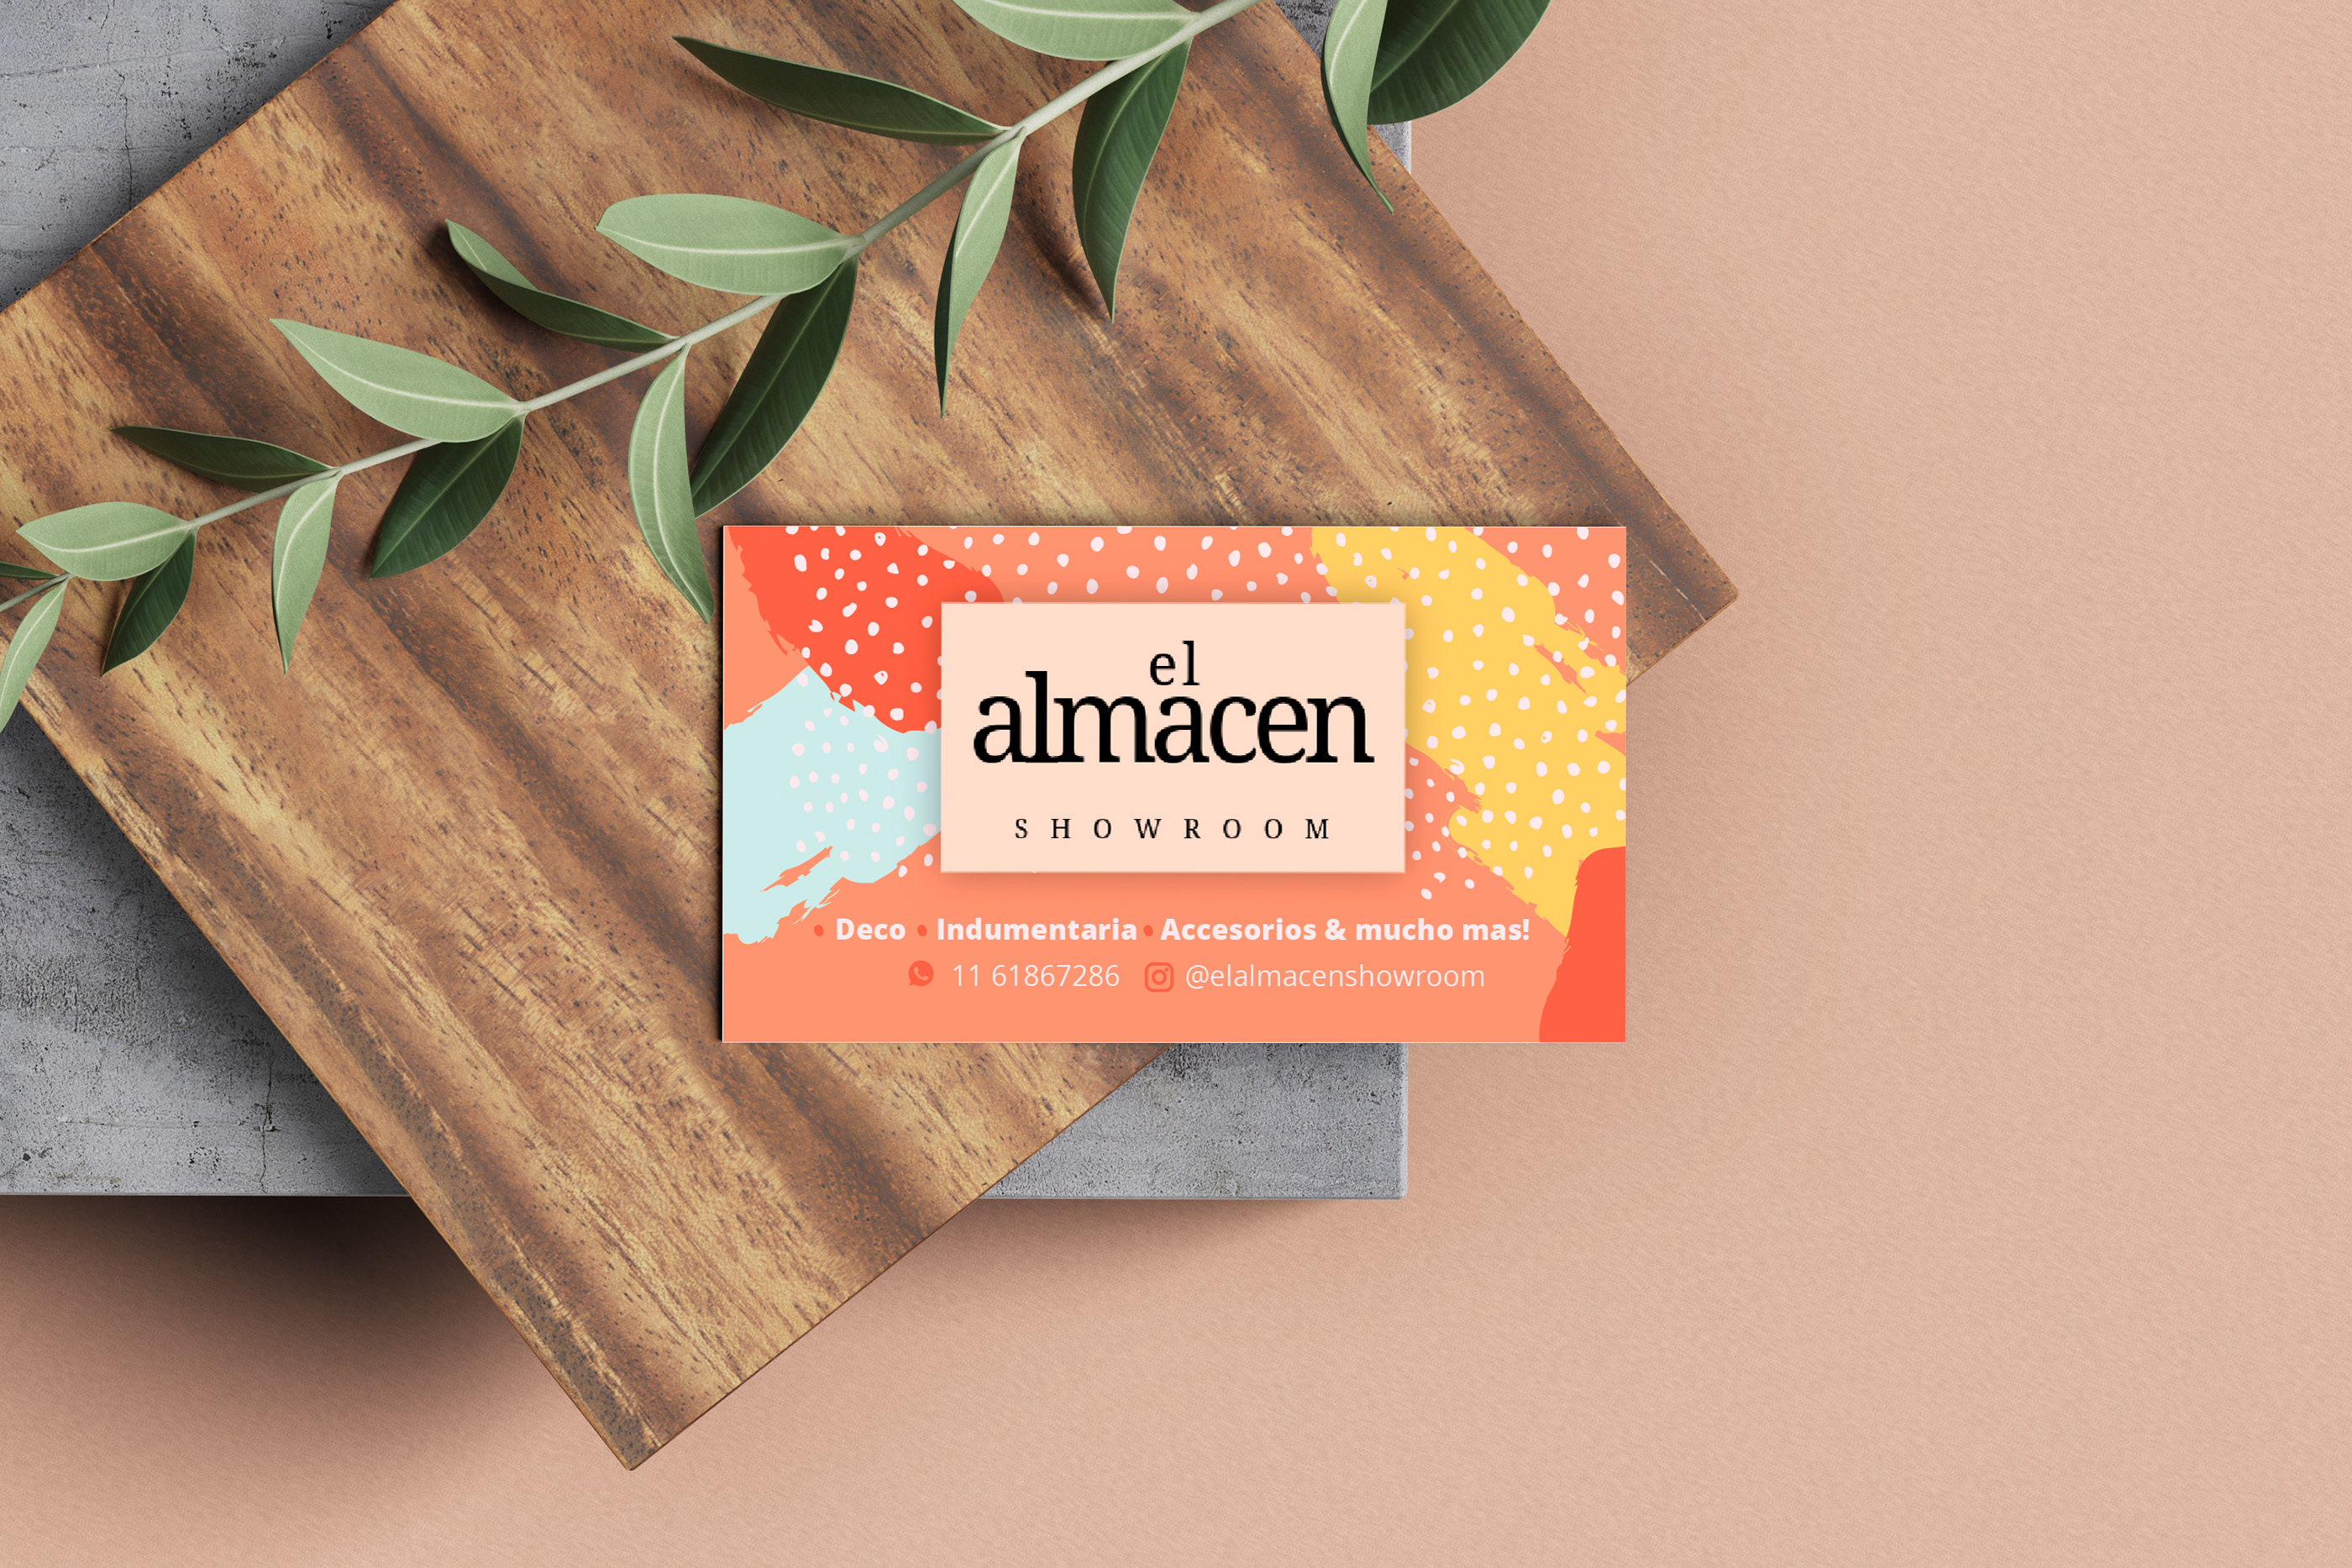 el
almacen
SHOWROOM
• Deco • Indumentaria • Accesorios & mucho mas!
11 61867286 @elalmacenshowroom